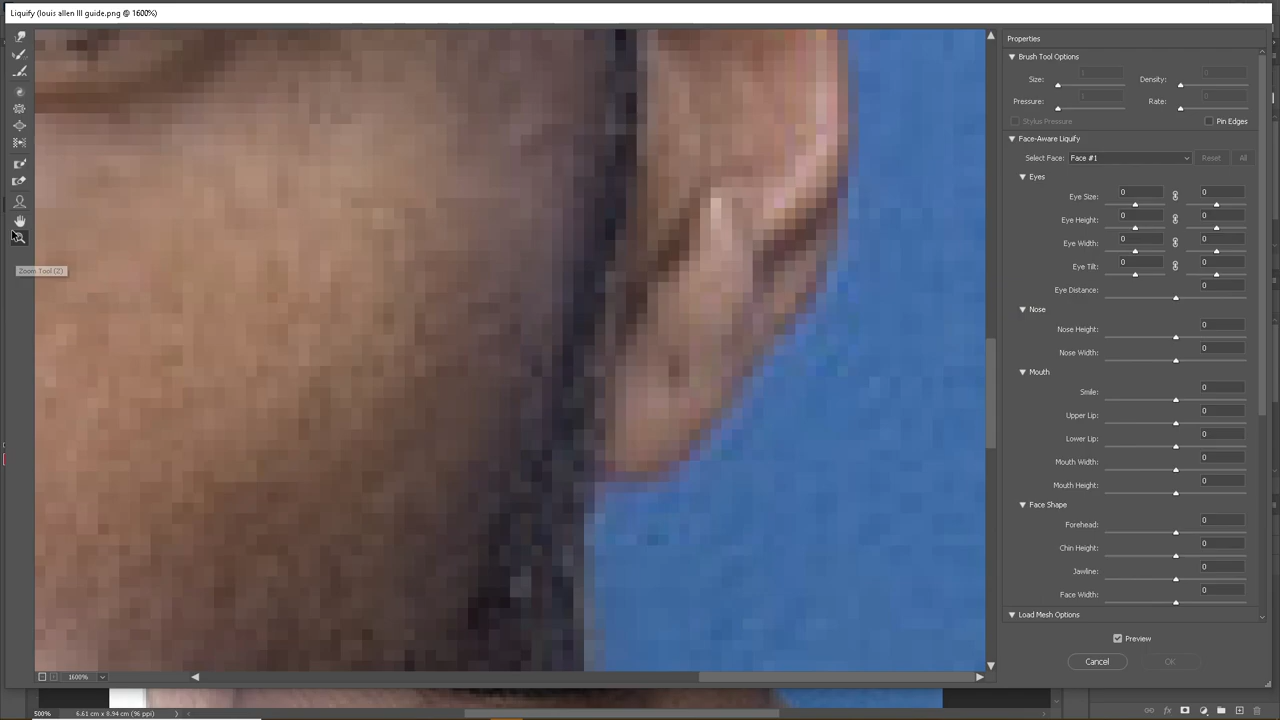 Liquify (louis allen III guide.png @ 1600%)
Properties
Brush Tool Options
Size: 1 Density: 0
Pressure: Rate: 0
Stylus Pressure Pin Edges
Face-Aware Liquify
Select Face: Face #1 Reset All
Eyes
Eye Size: 0 0
Eye Height: 0 0
Eye Width: 0 0
Eye Tilt: 0 0
Eye Distance: 0
Nose
Nose Height: 0
Nose Width: 0
Mouth
Smile: 0
Upper Lip: 0
Lower Lip: 0
Mouth Width: 0
Mouth Height: 0
Face Shape
Forehead: 0
Chin Height: 0
Jawline: 0
Face Width: 0
Load Mesh Options
Preview
Cancel OK
Zoom Tool (Z)
1600%
500% 6.61 cm x 8.94 cm (96 ppi)
fx